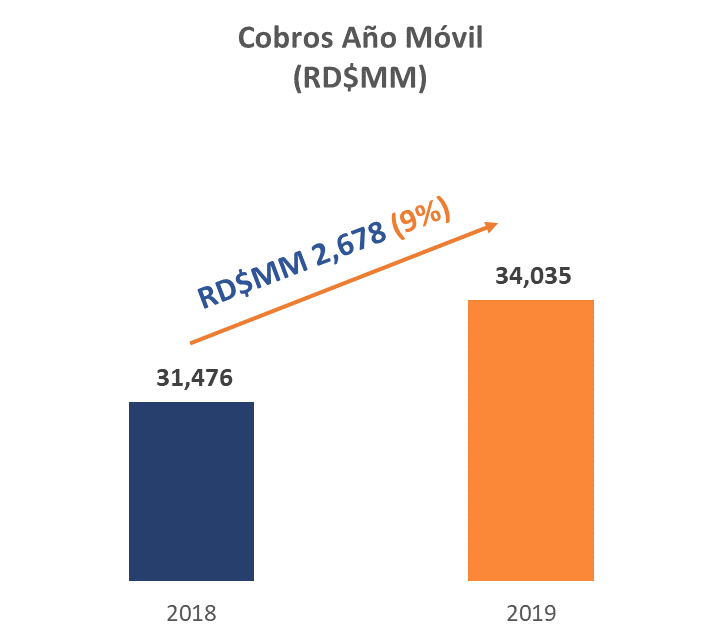 Cobros Año Móvil
(RD$MM)
RD$MM 2,678 (9%)
34,035
31,476
2018
2019